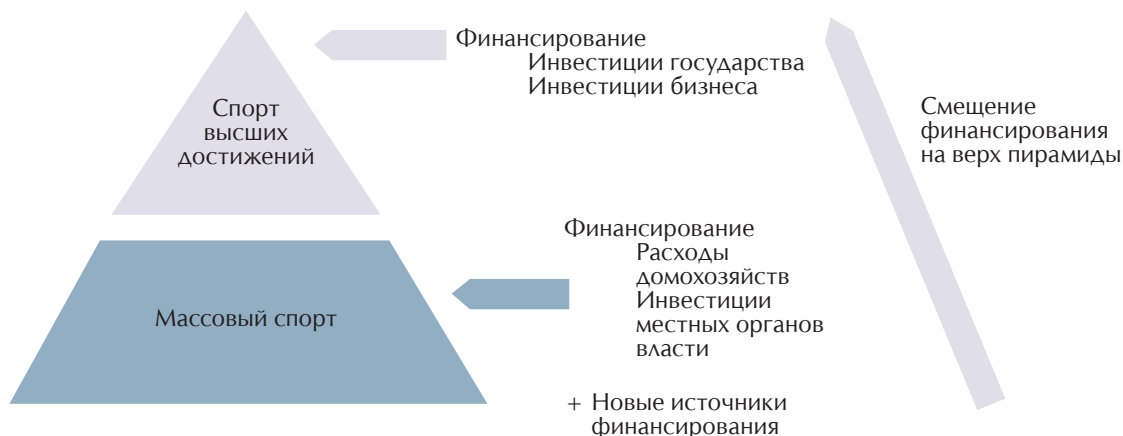 Финансирование
Инвестиции государства
Инвестиции бизнеса
Спорт
высших
достижений
Смещение
финансирования
на верх пирамиды
Финансирование
Расходы
домохозяйств
Инвестиции
местных органов
власти
Массовый спорт
+ Новые источники
финансирования